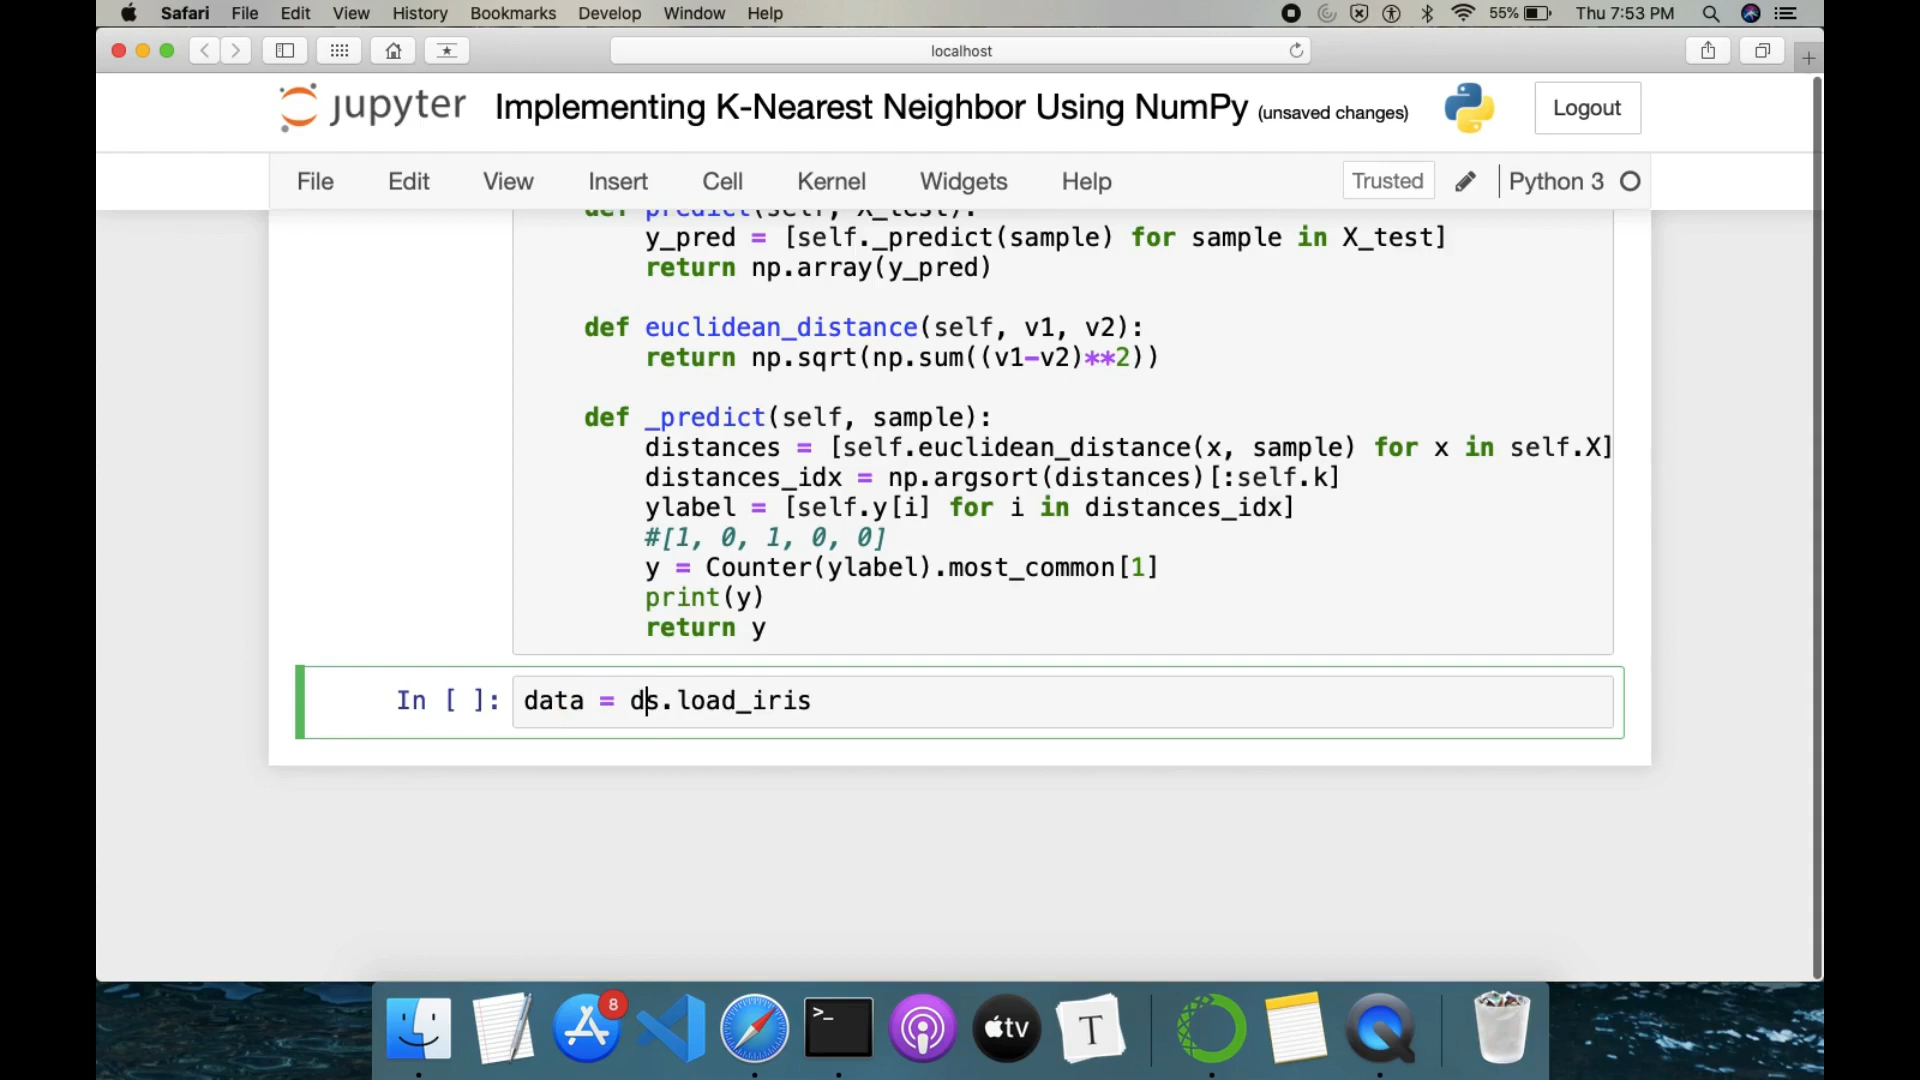 Safari File Edit View History Bookmarks Develop Window Help 55% Thu 7:53 PM
localhost
jupyter Implementing K-Nearest Neighbor Using NumPy (unsaved changes) Logout
File Edit View Insert Cell Kernel Widgets Help Trusted Python 3
def predict(self, X_test):
y_pred = [self._predict(sample) for sample in X_test]
return np.array(y_pred)
def euclidean_distance(self, v1, v2):
return np.sqrt(np.sum((v1-v2)**2))
def _predict(self, sample):
distances = [self.euclidean_distance(x, sample) for x in self.X]
distances_idx = np.argsort(distances)[:self.k]
ylabel = [self.y[i] for i in distances_idx]
#[1, 0, 1, 0, 0]
y = Counter(ylabel).most_common[1]
print(y)
return y
In [ ]: data = ds.load_iris
8
>_
tv
T